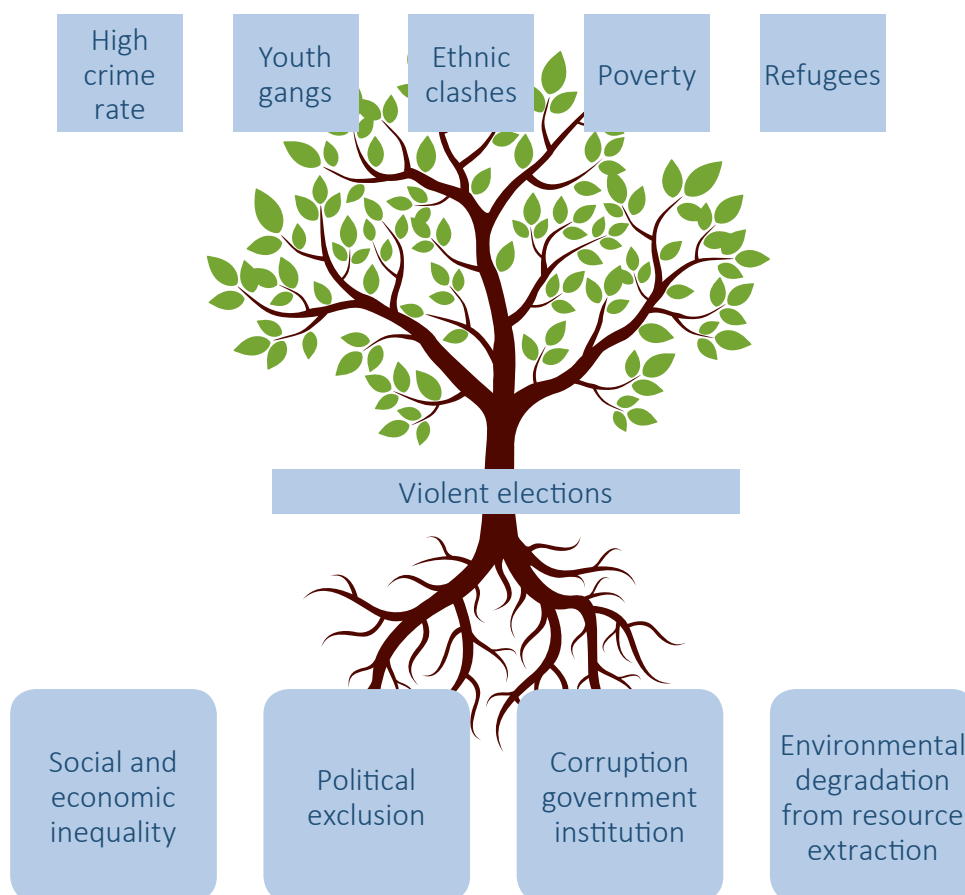 High
crime
rate
Youth
gangs
Ethnic
clashes
Poverty
Refugees
Violent elections
Social and
economic
inequality
Political
exclusion
Corruption
government
institution
Environmental
degradation
from resource
extraction